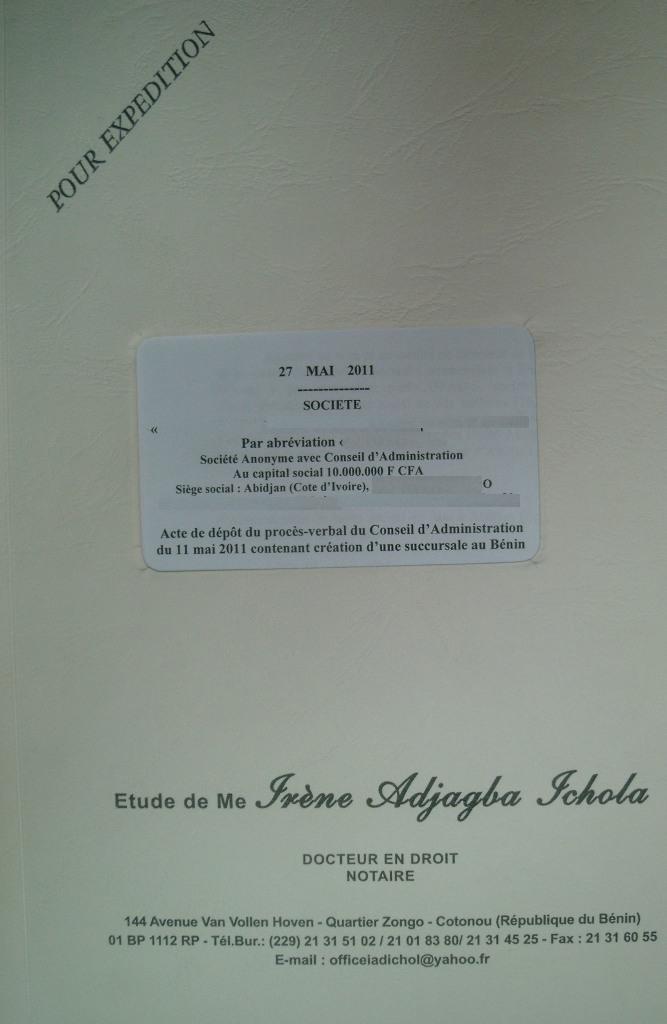 POUR EXPEDITION
27 MAI 2011
--------------
SOCIETE
«
Par abréviation ‹
Société Anonyme avec Conseil d'Administration
Au capital social 10.000.000 F CFA
Siège social : Abidjan (Cote d'Ivoire), O
Acte de dépôt du procès-verbal du Conseil d'Administration
du 11 mai 2011 contenant création d'une succursale au Bénin
Etude de Me Irène Adjagba Ichola
DOCTEUR EN DROIT
NOTAIRE
144 Avenue Van Vollen Hoven - Quartier Zongo - Cotonou (République du Bénin)
01 BP 1112 RP - Tél.Bur.: (229) 21 31 51 02 / 21 01 83 80/ 21 31 45 25 - Fax : 21 31 60 55
E-mail : officeiadichol@yahoo.fr